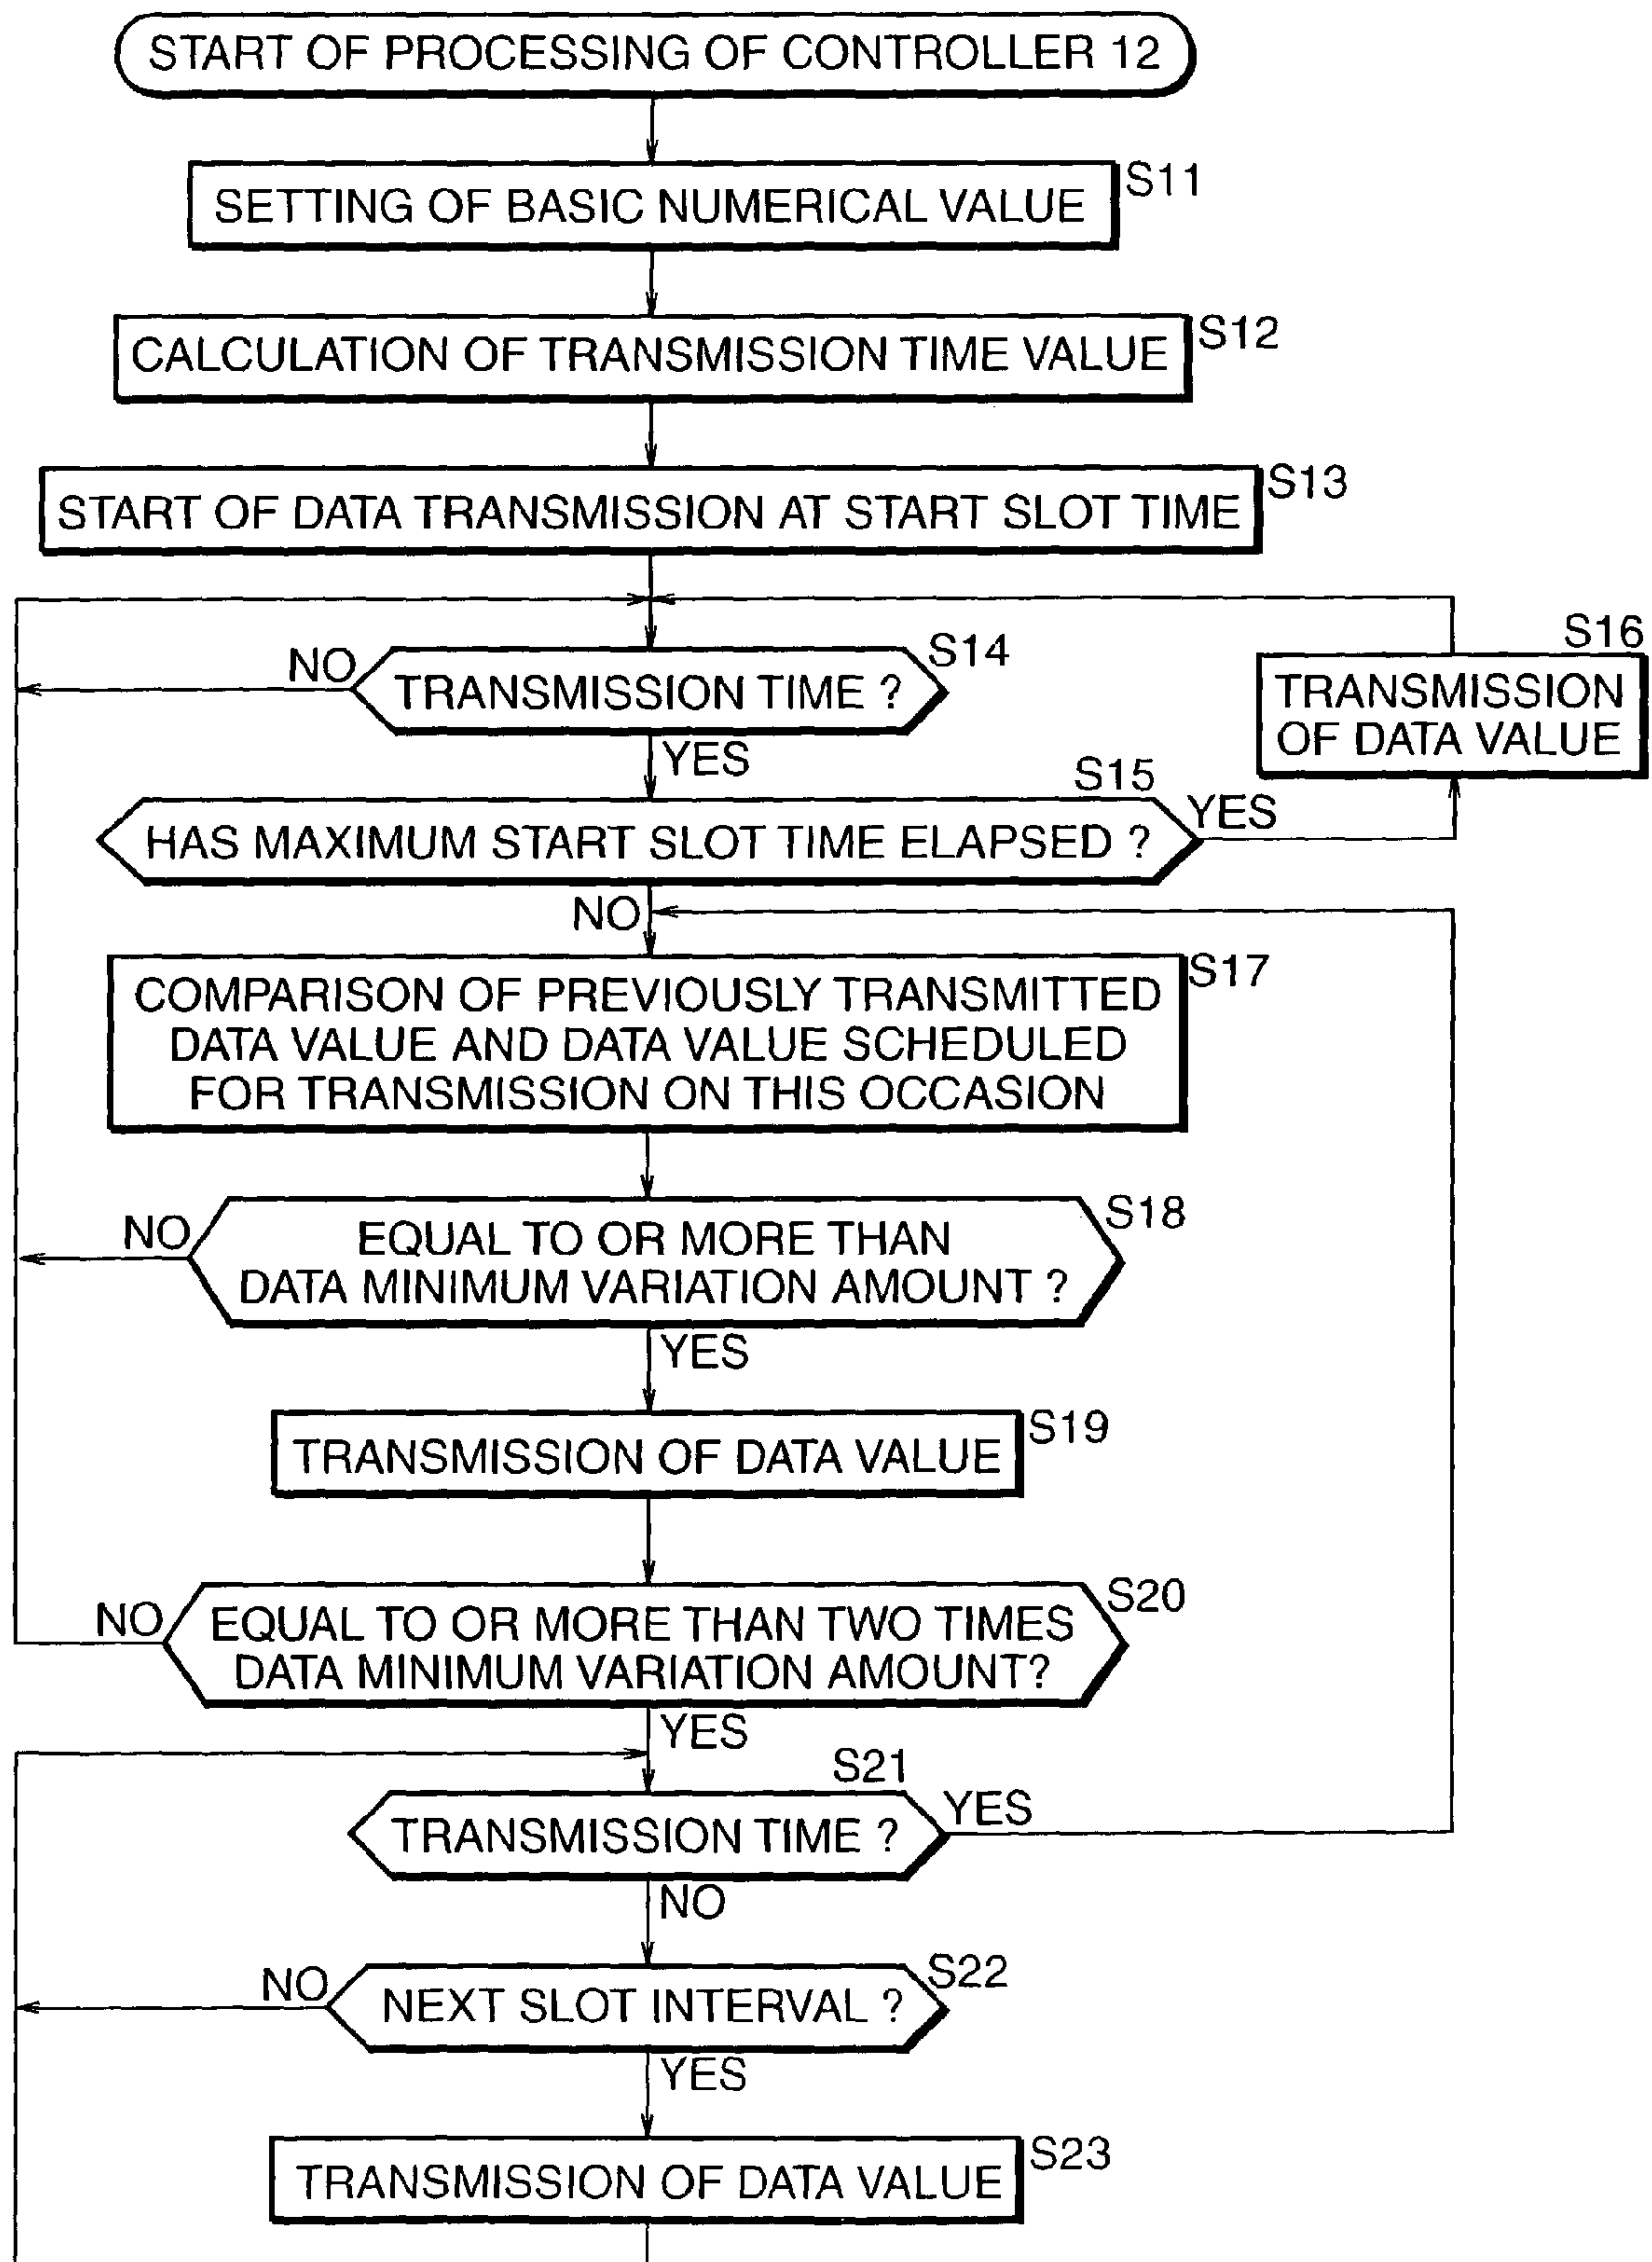 START OF PROCESSING OF CONTROLLER 12
S11
SETTING OF BASIC NUMERICAL VALUE
S12
CALCULATION OF TRANSMISSION TIME VALUE
S13
START OF DATA TRANSMISSION AT START SLOT TIME
S14
NO
TRANSMISSION TIME ?
YES
S16
TRANSMISSION
OF DATA VALUE
S15
YES
HAS MAXIMUM START SLOT TIME ELAPSED ?
NO
S17
COMPARISON OF PREVIOUSLY TRANSMITTED
DATA VALUE AND DATA VALUE SCHEDULED
FOR TRANSMISSION ON THIS OCCASION
S18
NO
EQUAL TO OR MORE THAN
DATA MINIMUM VARIATION AMOUNT ?
YES
S19
TRANSMISSION OF DATA VALUE
S20
NO
EQUAL TO OR MORE THAN TWO TIMES
DATA MINIMUM VARIATION AMOUNT?
YES
S21
YES
TRANSMISSION TIME ?
NO
S22
NO
NEXT SLOT INTERVAL ?
YES
S23
TRANSMISSION OF DATA VALUE